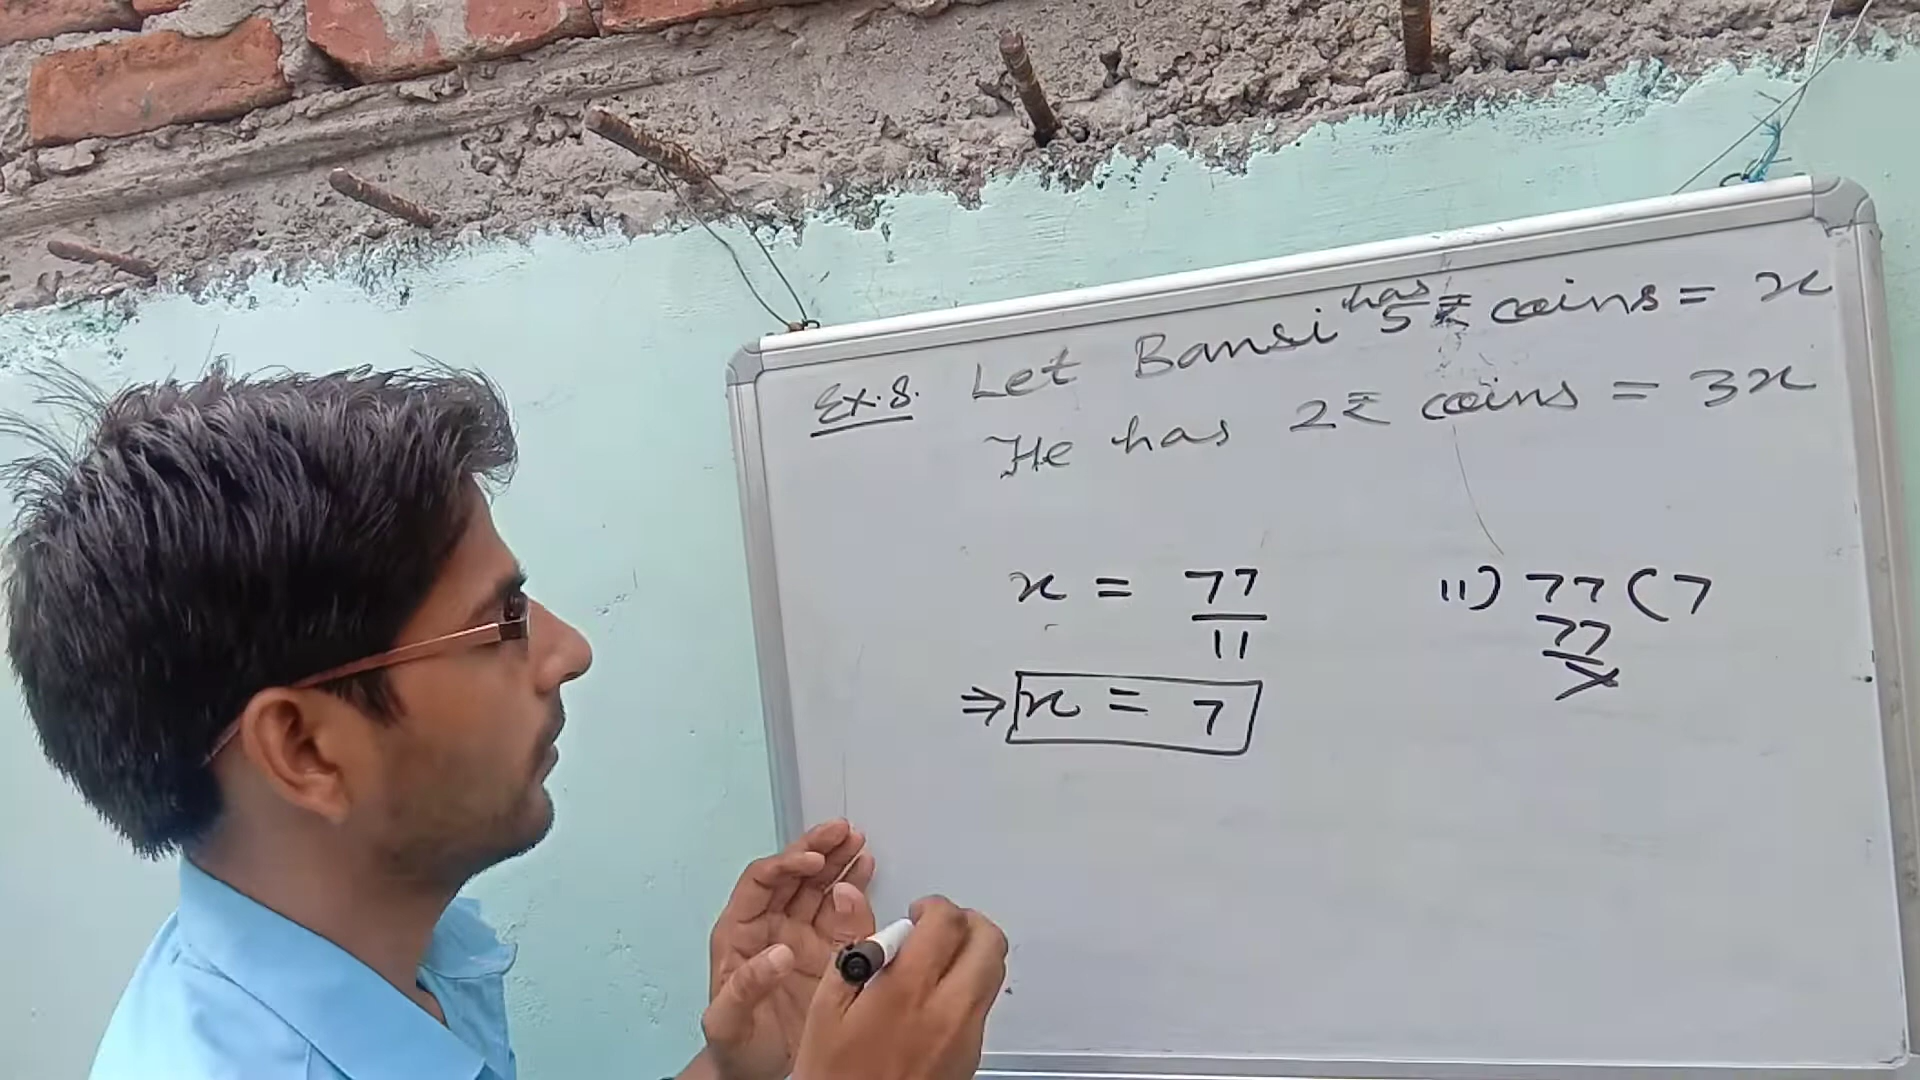 Ex.8. Let Bansi has 5₹ coins = x
He has 2₹ coins = 3x
x = 77/11
11) 77 (7
77
x
⇒ x = 7